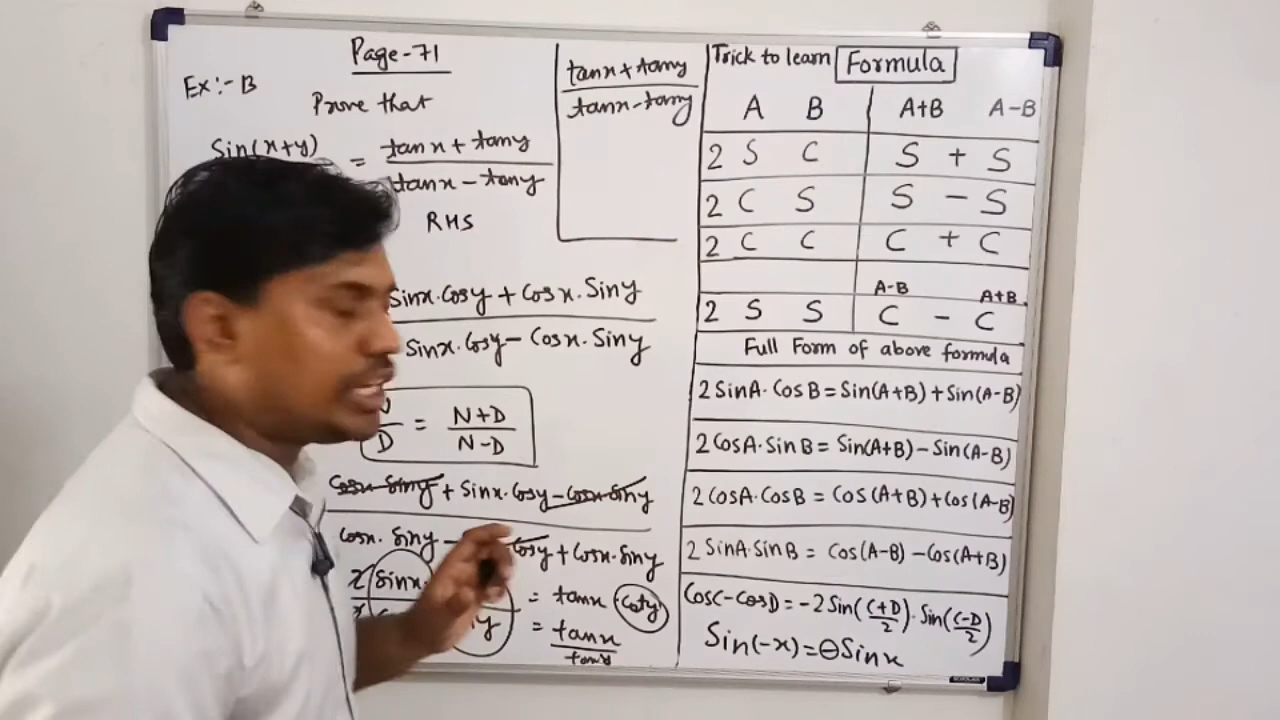 Page-71
Ex:- B
Prove that
Sin(x+y)
= tanx + tany
tanx - tany
RHS
Sinx.Cosy + Cosx.Siny
Sinx.Cosy - Cosx.Siny
D = N+D
N-D
Cosx.Siny + Sinx.Cosy - Cosx.Siny
Cosx.Siny - Cosy + Cosx.Siny
Sinx = tanx Coty
= tanx
tany
tanx + tany
tanx - tany
Trick to learn Formula
A B A+B A-B
2 S C S + S
2 C S S - S
2 C C C + C
A-B A+B
2 S S C - C
Full Form of above formula
2 SinA.CosB = Sin(A+B) + Sin(A-B)
2 CosA.SinB = Sin(A+B) - Sin(A-B)
2 CosA.CosB = Cos(A+B) + Cos(A-B)
2 SinA.SinB = Cos(A-B) - Cos(A+B)
CosC - CosD = -2 Sin(C+D/2).Sin(C-D/2)
Sin(-x) = ⊖Sinx